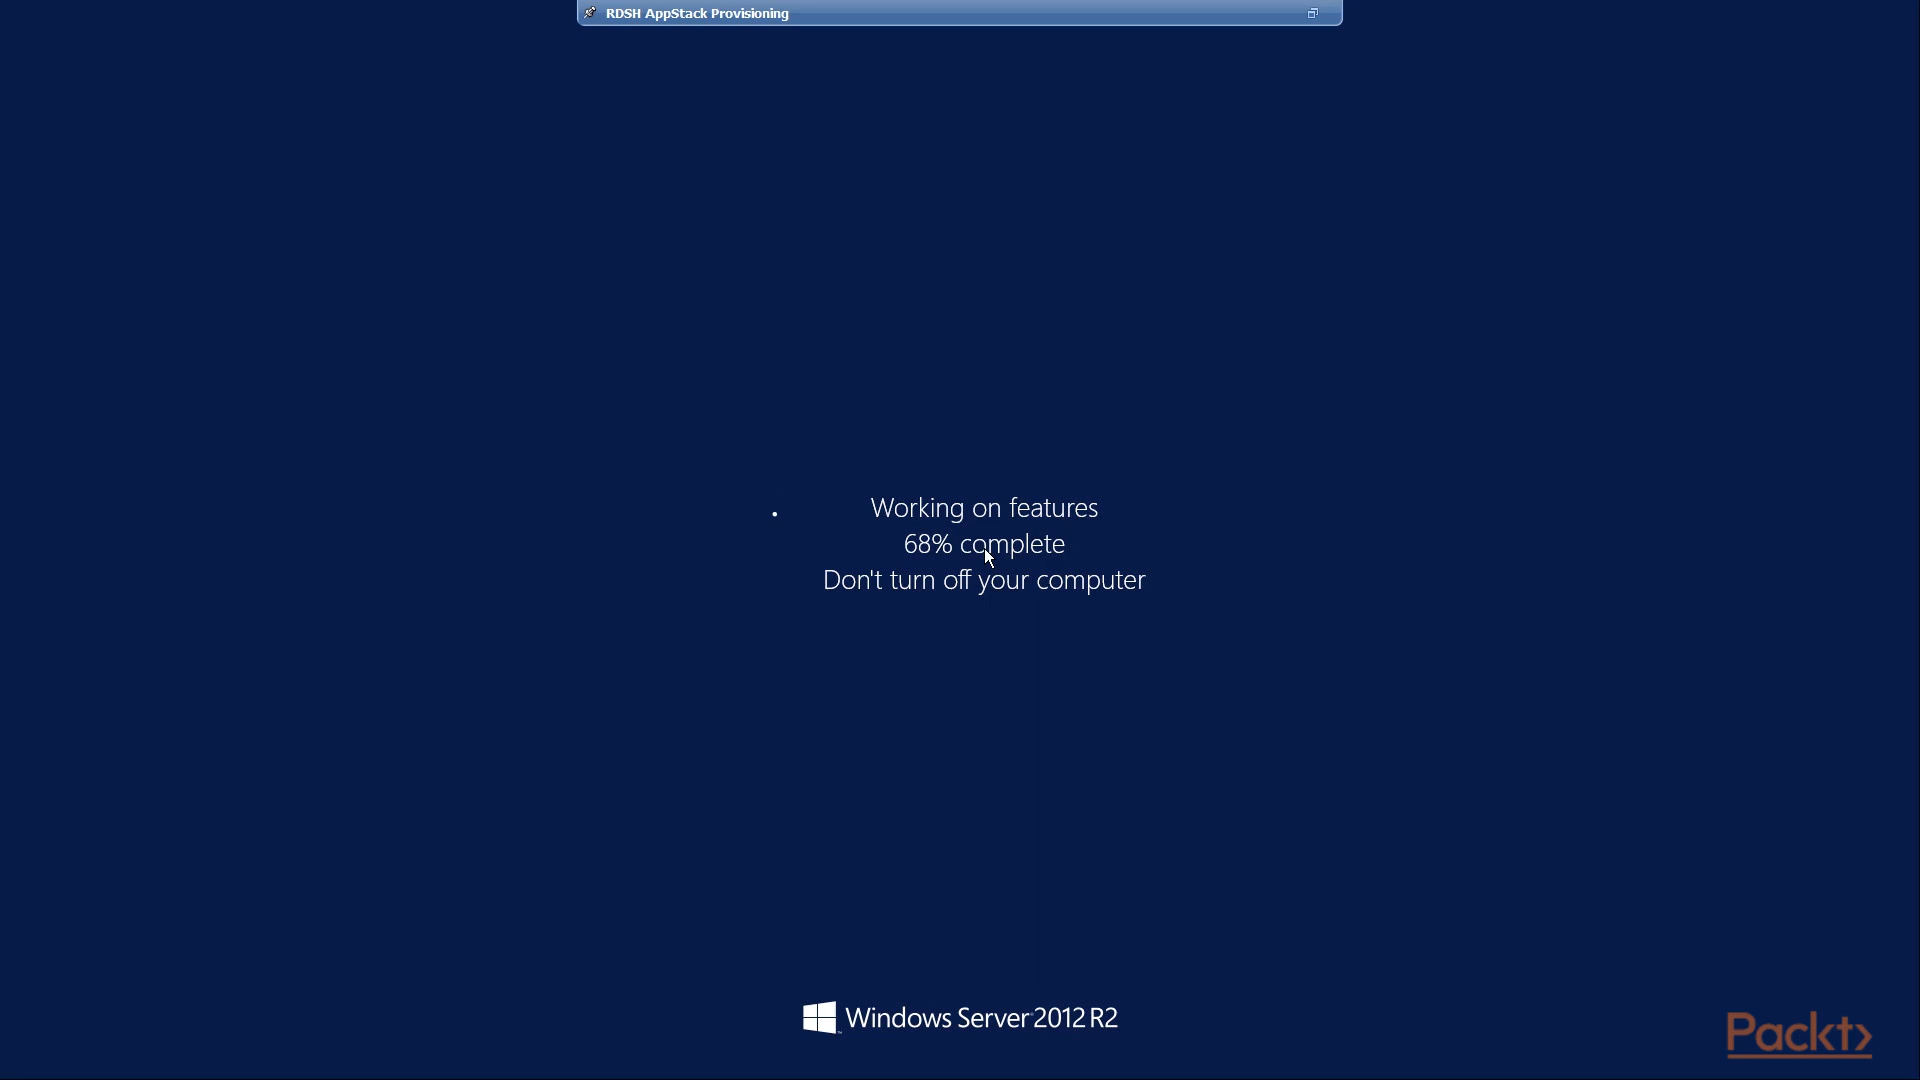 RDSH AppStack Provisioning
Working on features
68% complete
Don't turn off your computer
Windows Server 2012 R2
Packt>